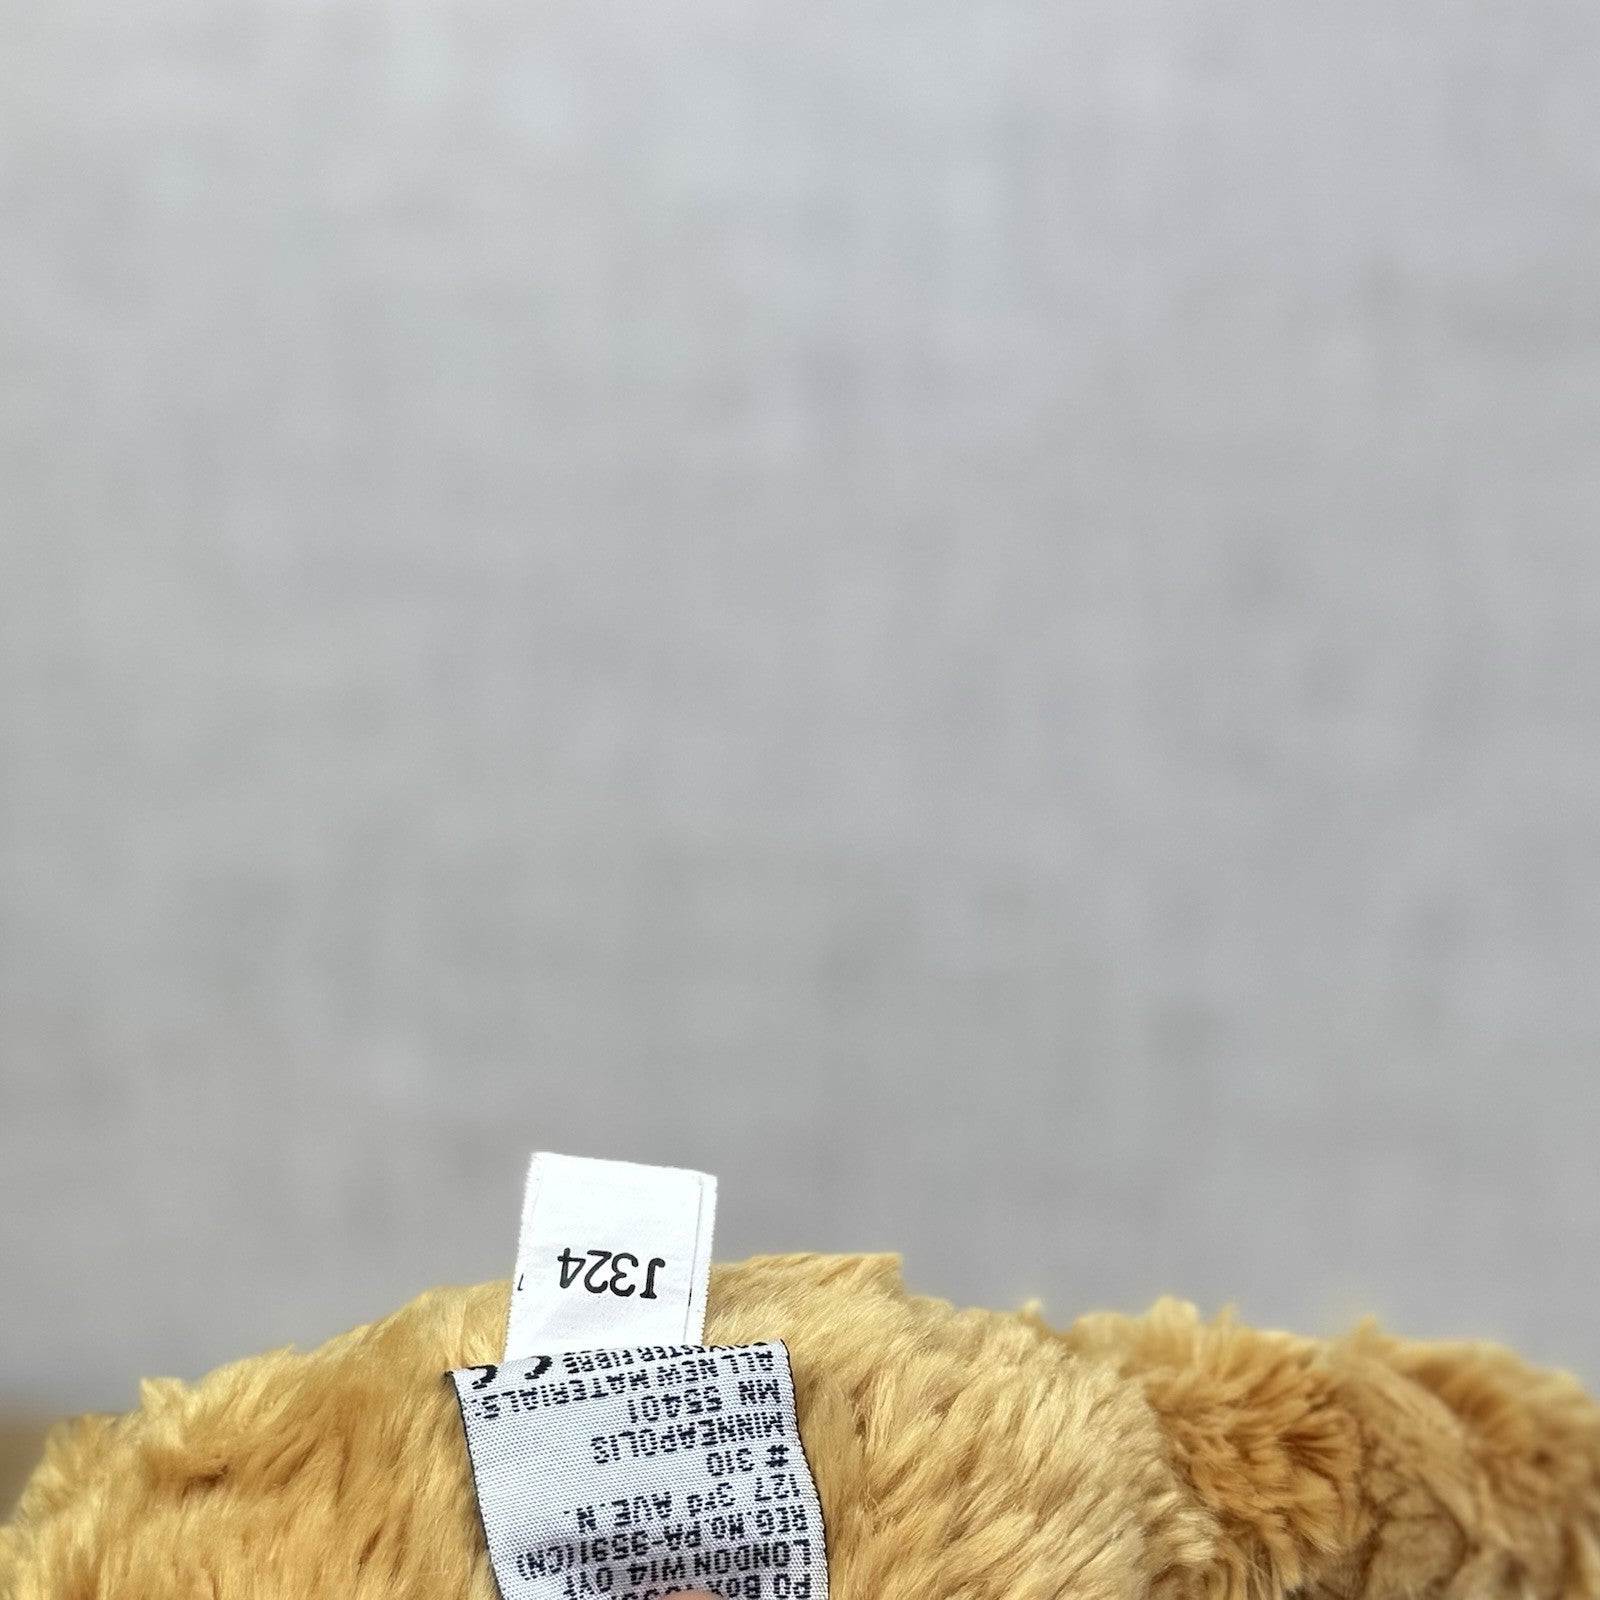 PO BOX
LONDON W14 0YF
REG.No PA-3591(CN)
127 3rd AVE N.
# 310
MINNEAPOLIS
MN 55401
ALL NEW MATERIALS:
J324